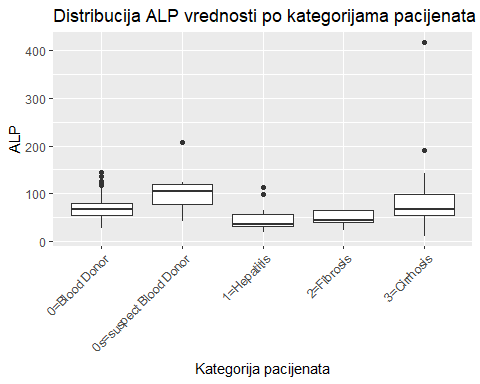 Distribucija ALP vrednosti po kategorijama pacijenata
ALP
400
300
200
100
0
0=Blood Donor
0s=suspect Blood Donor
1=Hepatitis
2=Fibrosis
3=Cirrhosis
Kategorija pacijenata